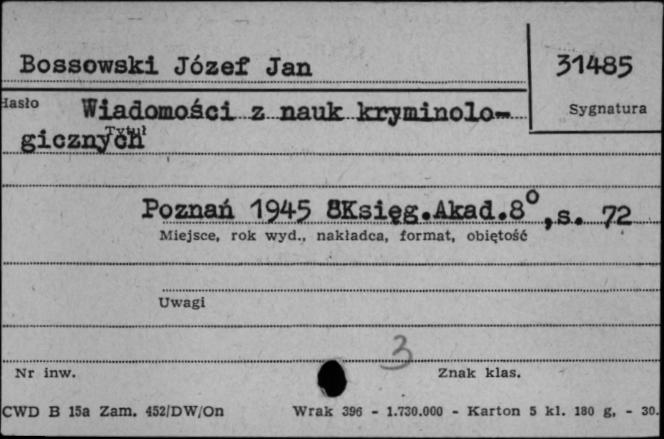 Bossowski Józef Jan
31485
Hasło
Sygnatura
Wiadomości z nauk kryminolo-
Tytuł
gicznych
Poznań 1945 8Księg.Akad.8°,s. 72
Miejsce, rok wyd., nakładca, format, objętość
Uwagi
3
Nr inw.
Znak klas.
CWD B 15a Zam. 452/DW/On
Wrak 396 - 1.730.000 - Karton 5 kl. 180 g. - 30.